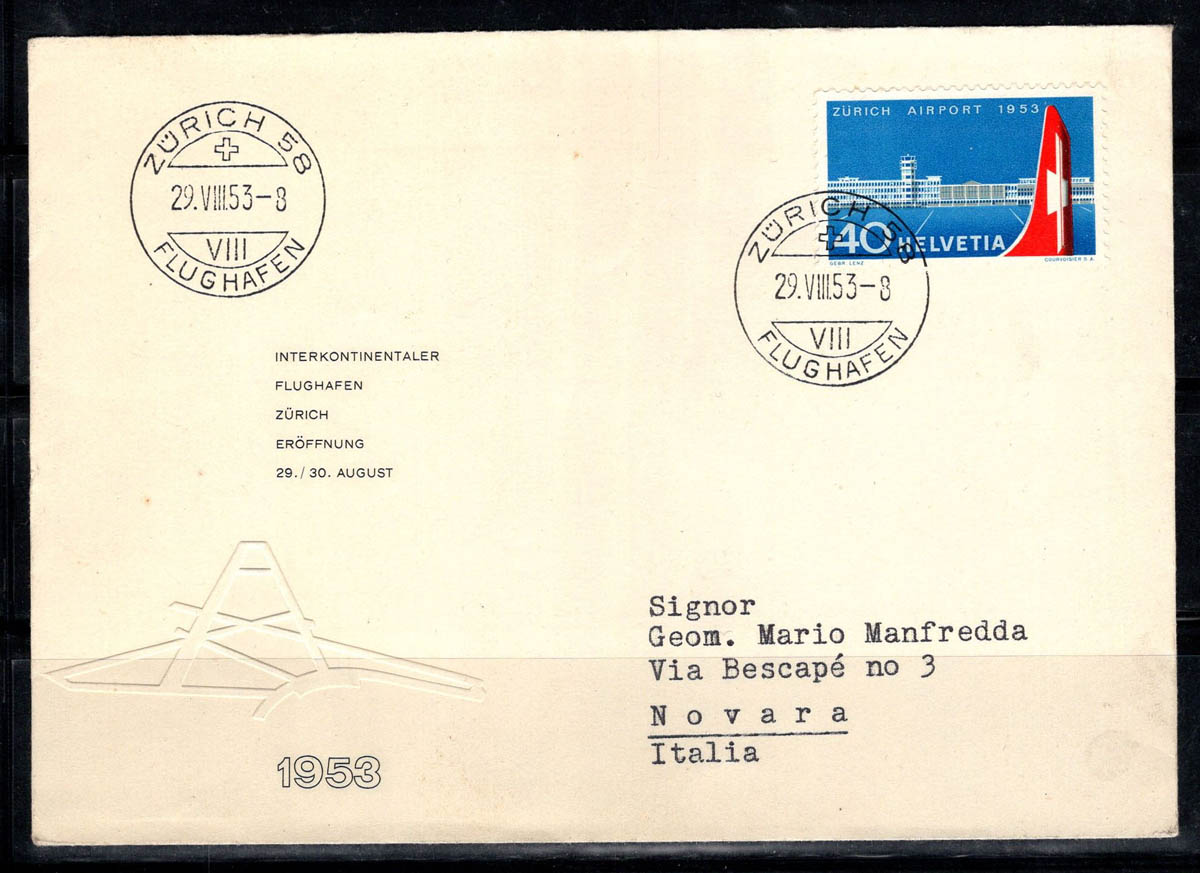 ZÜRICH 58
29.VIII.53-8
VIII
FLUGHAFEN
ZÜRICH AIRPORT 1953
40 HELVETIA
GEBR. LENZ
COURVOISIER S.A.
ZÜRICH 58
29.VIII.53-8
VIII
FLUGHAFEN
INTERKONTINENTALER
FLUGHAFEN
ZÜRICH
ERÖFFNUNG
29./30. AUGUST
Signor
Geom. Mario Manfredda
Via Bescapé no 3
Novara
Italia
1953